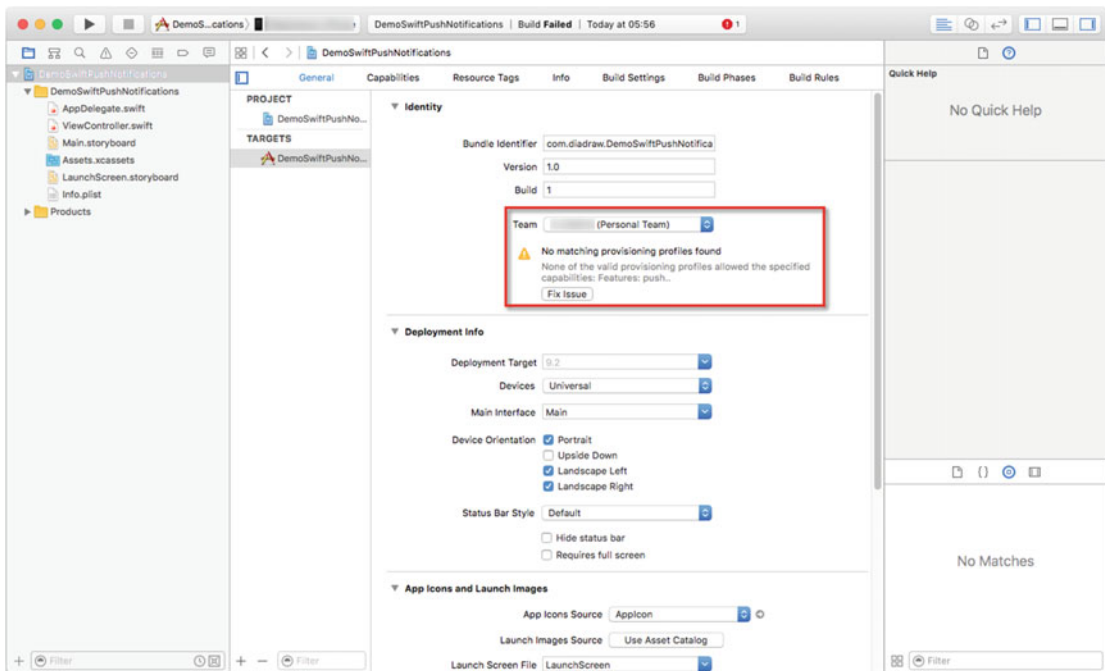 DemoS...cations
DemoSwiftPushNotifications | Build Failed | Today at 05:56
1
DemoSwiftPushNotifications
DemoSwiftPushNotifications
DemoSwiftPushNotifications
AppDelegate.swift
ViewController.swift
Main.storyboard
Assets.xcassets
LaunchScreen.storyboard
Info.plist
Products
Filter
General
Capabilities
Resource Tags
Info
Build Settings
Build Phases
Build Rules
PROJECT
DemoSwiftPushNo...
TARGETS
DemoSwiftPushNo...
Filter
Identity
Bundle Identifier com.diadraw.DemoSwiftPushNotifica
Version 1.0
Build 1
Team (Personal Team)
No matching provisioning profiles found
None of the valid provisioning profiles allowed the specified
capabilities: Features: push..
Fix Issue
Deployment Info
Deployment Target 9.2
Devices Universal
Main Interface Main
Device Orientation Portrait
Upside Down
Landscape Left
Landscape Right
Status Bar Style Default
Hide status bar
Requires full screen
App Icons and Launch Images
App Icons Source AppIcon
Launch Images Source Use Asset Catalog
Launch Screen File LaunchScreen
Quick Help
No Quick Help
No Matches
Filter